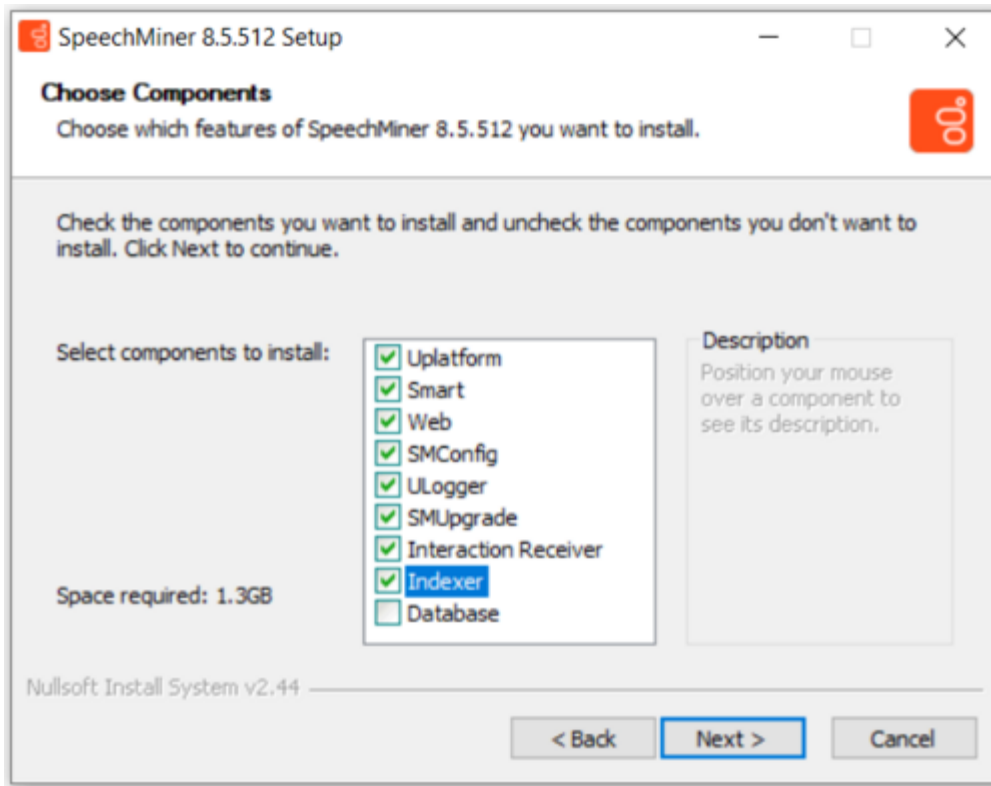 SpeechMiner 8.5.512 Setup
Choose Components
Choose which features of SpeechMiner 8.5.512 you want to install.
Check the components you want to install and uncheck the components you don't want to
install. Click Next to continue.
Select components to install:
Uplatform
Smart
Web
SMConfig
ULogger
SMUpgrade
Interaction Receiver
Indexer
Database
Description
Position your mouse
over a component to
see its description.
Space required: 1.3GB
Nullsoft Install System v2.44
< Back
Next >
Cancel